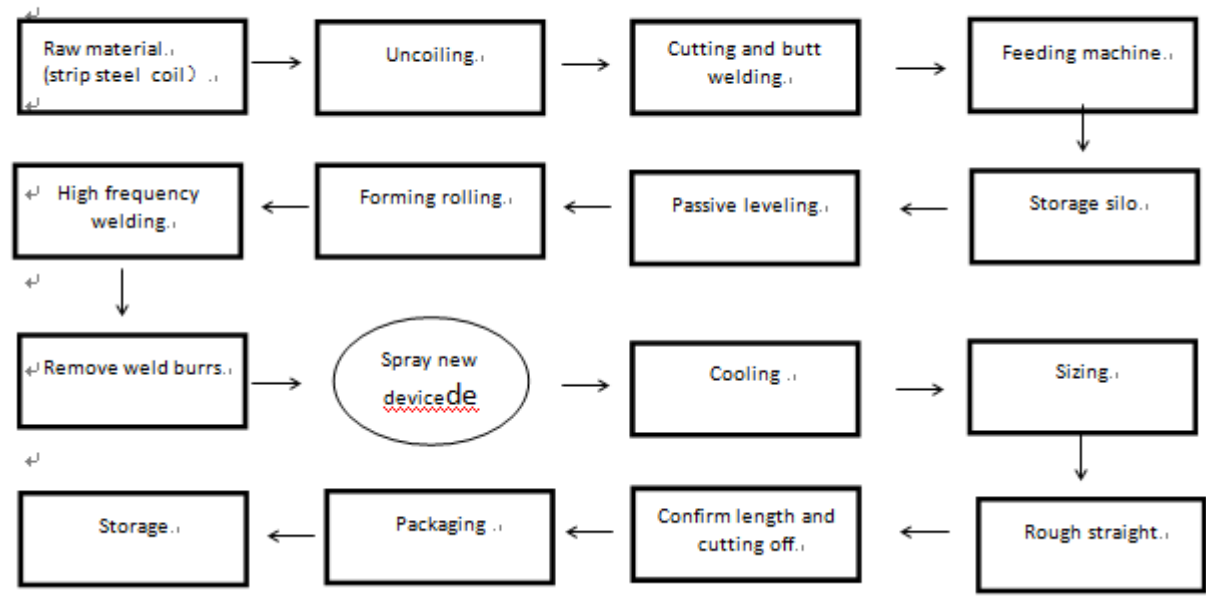 Raw material.
(strip steel coil） .
Uncoiling.
Cutting and butt
welding.
Feeding machine.
High frequency
welding.
Forming rolling.
Passive leveling.
Storage silo.
Remove weld burrs.
Spray new
devicede
Cooling .
Sizing.
Storage.
Packaging .
Confirm length and
cutting off.
Rough straight.